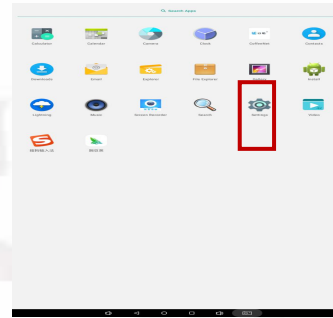 Search Apps
Calculator
Calendar
Camera
Clock
Contacts
Downloads
Email
Explorer
File Explorer
Gallery
Install
Lightning
Music
Screen Recorder
Search
Settings
Video